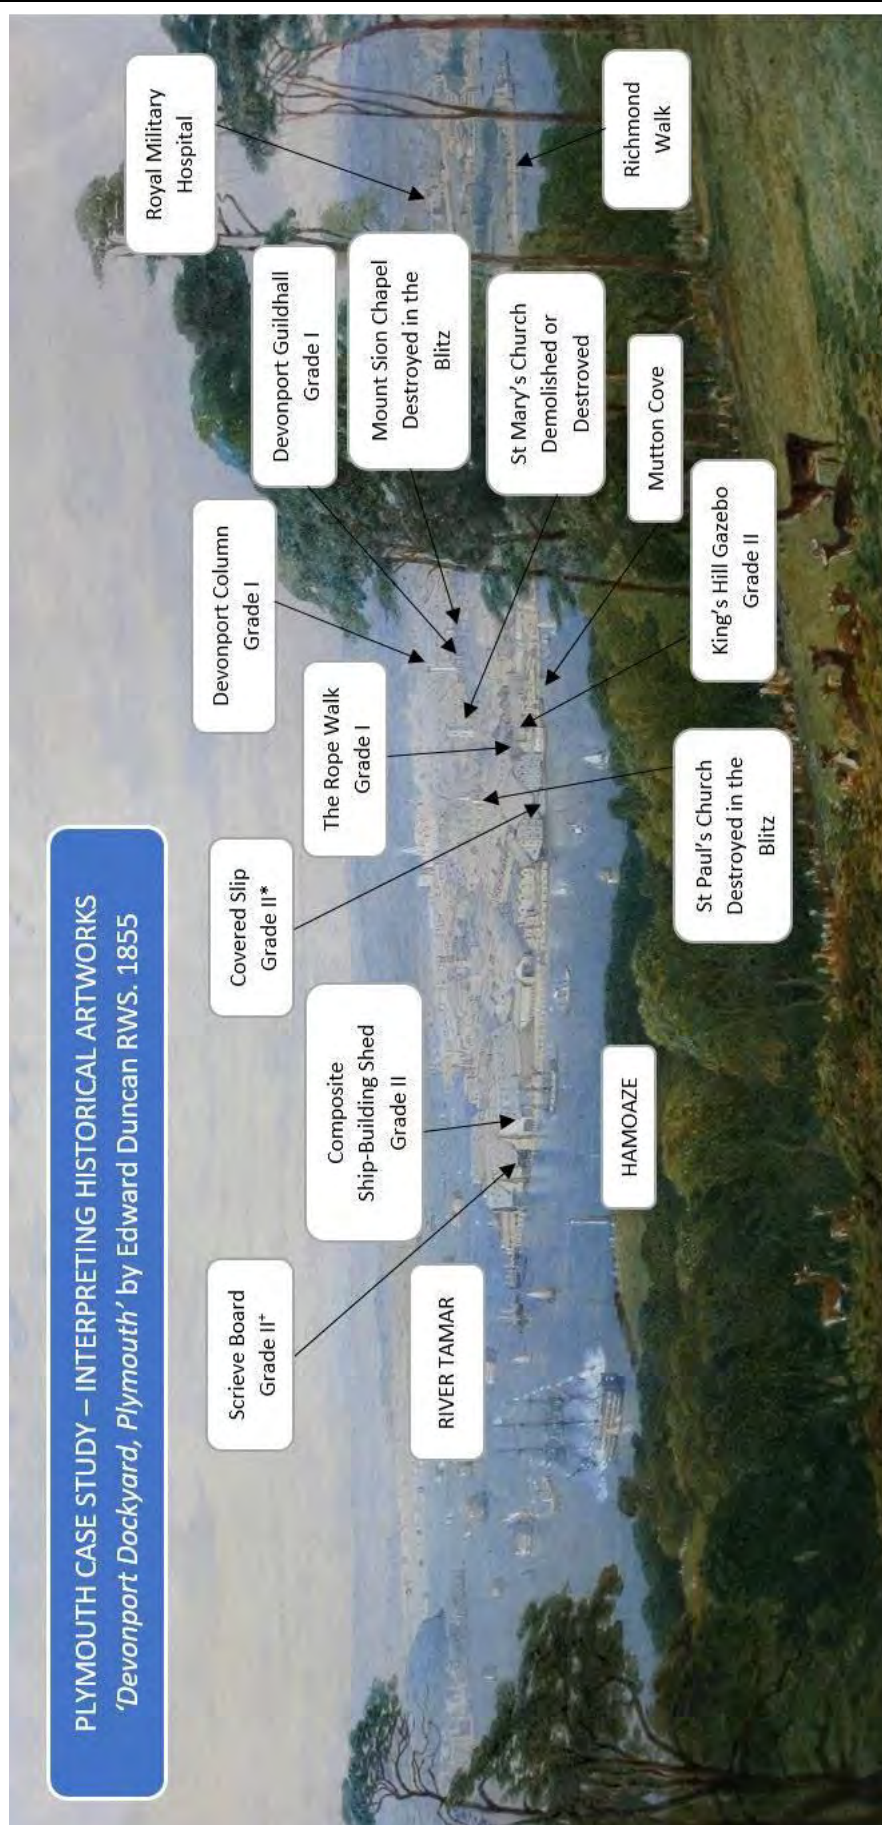 PLYMOUTH CASE STUDY – INTERPRETING HISTORICAL ARTWORKS
‘Devonport Dockyard, Plymouth’ by Edward Duncan RWS. 1855
Scrieve Board
Grade II⁺
Composite
Ship-Building Shed
Grade II
Covered Slip
Grade II*
The Rope Walk
Grade I
Devonport Column
Grade I
Devonport Guildhall
Grade I
Royal Military
Hospital
Mount Sion Chapel
Destroyed in the
Blitz
St Mary’s Church
Demolished or
Destroved
Richmond
Walk
Mutton Cove
King’s Hill Gazebo
Grade II
St Paul’s Church
Destroyed in the
Blitz
RIVER TAMAR
HAMOAZE